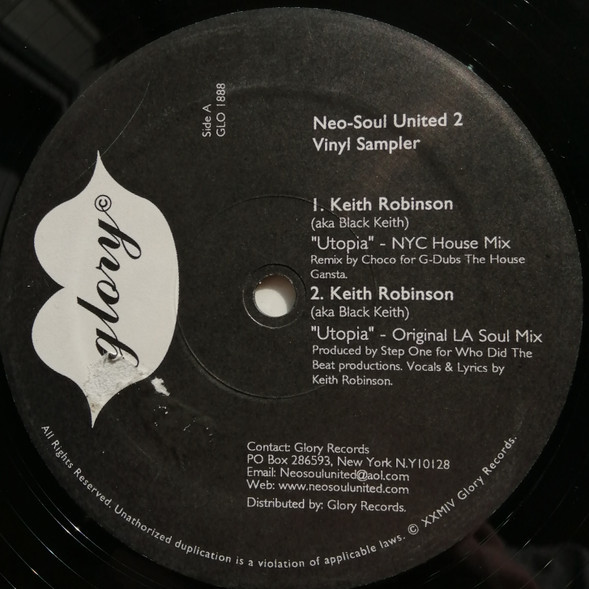 Side A
GLO 1888
Neo-Soul United 2
Vinyl Sampler
glory©
1. Keith Robinson
(aka Black Keith)
"Utopia" - NYC House Mix
Remix by Choco for G-Dubs The House
Gansta.
2. Keith Robinson
(aka Black Keith)
"Utopia" - Original LA Soul Mix
Produced by Step One for Who Did The
Beat productions. Vocals & Lyrics by
Keith Robinson.
Contact: Glory Records
PO Box 286593, New York N.Y10128
Email: Neosoulunited@aol.com
Web: www.neosoulunited.com
Distributed by: Glory Records.
All Rights Reserved. Unathorized duplication is a violation of applicable laws. © XXMIV Glory Records.